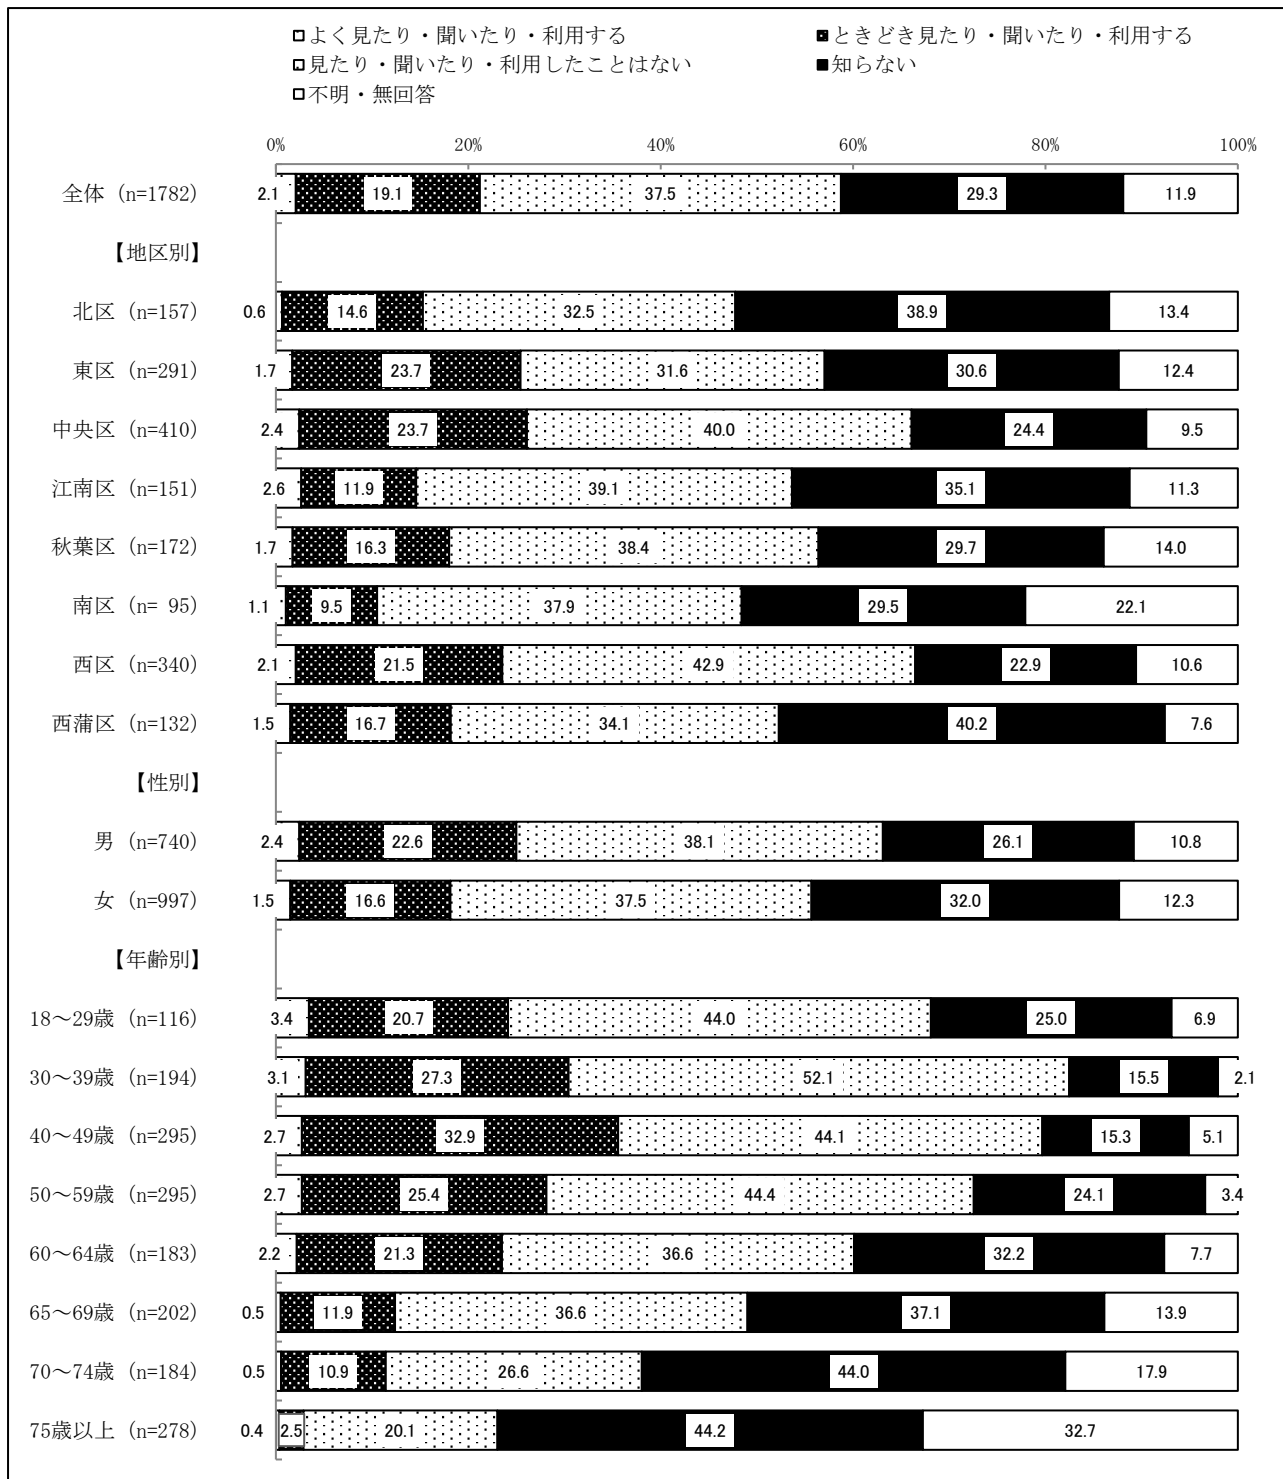 よく見たり・聞いたり・利用する ときどき見たり・聞いたり・利用する
見たり・聞いたり・利用したことはない 知らない
不明・無回答
0% 20% 40% 60% 80% 100%
全体 (n=1782) 2.1 19.1 37.5 29.3 11.9
【地区別】
北区 (n=157) 0.6 14.6 32.5 38.9 13.4
東区 (n=291) 1.7 23.7 31.6 30.6 12.4
中央区 (n=410) 2.4 23.7 40.0 24.4 9.5
江南区 (n=151) 2.6 11.9 39.1 35.1 11.3
秋葉区 (n=172) 1.7 16.3 38.4 29.7 14.0
南区 (n= 95) 1.1 9.5 37.9 29.5 22.1
西区 (n=340) 2.1 21.5 42.9 22.9 10.6
西蒲区 (n=132) 1.5 16.7 34.1 40.2 7.6
【性別】
男 (n=740) 2.4 22.6 38.1 26.1 10.8
女 (n=997) 1.5 16.6 37.5 32.0 12.3
【年齢別】
18～29歳 (n=116) 3.4 20.7 44.0 25.0 6.9
30～39歳 (n=194) 3.1 27.3 52.1 15.5 2.1
40～49歳 (n=295) 2.7 32.9 44.1 15.3 5.1
50～59歳 (n=295) 2.7 25.4 44.4 24.1 3.4
60～64歳 (n=183) 2.2 21.3 36.6 32.2 7.7
65～69歳 (n=202) 0.5 11.9 36.6 37.1 13.9
70～74歳 (n=184) 0.5 10.9 26.6 44.0 17.9
75歳以上 (n=278) 0.4 2.5 20.1 44.2 32.7